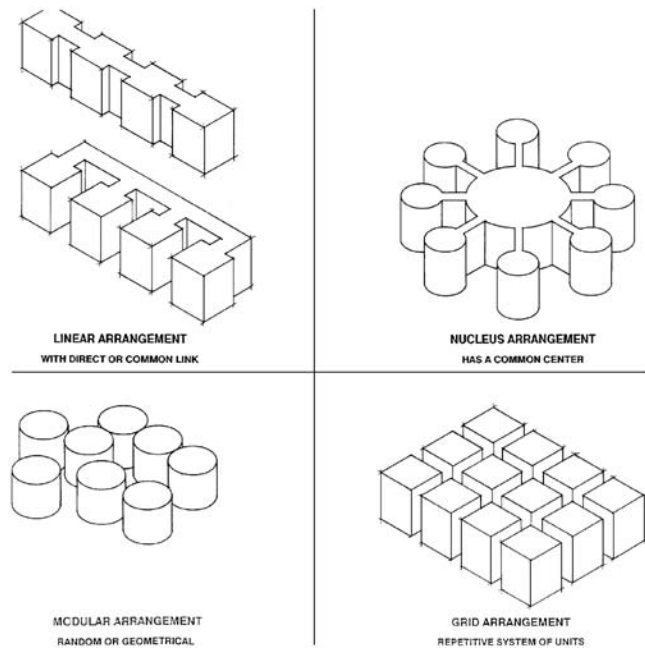 LINEAR ARRANGEMENT
WITH DIRECT OR COMMON LINK
NUCLEUS ARRANGEMENT
HAS A COMMON CENTER
MODULAR ARRANGEMENT
RANDOM OR GEOMETRICAL
GRID ARRANGEMENT
REPETITIVE SYSTEM OF UNITS